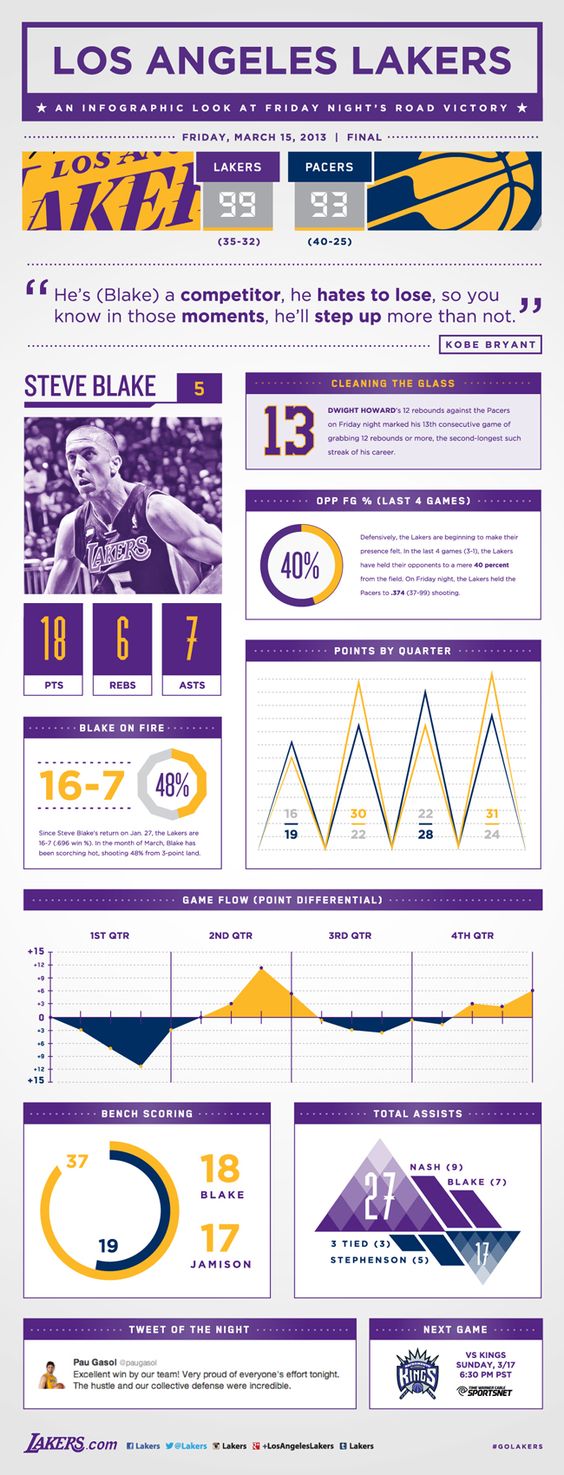 LOS ANGELES LAKERS
★ AN INFOGRAPHIC LOOK AT FRIDAY NIGHT'S ROAD VICTORY ★
FRIDAY, MARCH 15, 2013 | FINAL
LOS AN
AKE
LAKERS
99
(35-32)
PACERS
93
(40-25)
“ He's (Blake) a competitor, he hates to lose, so you
know in those moments, he'll step up more than not. ”
KOBE BRYANT
STEVE BLAKE 5
LAKERS
5
18
PTS
6
REBS
7
ASTS
BLAKE ON FIRE
16-7
48%
Since Steve Blake's return on Jan. 27, the Lakers are
16-7 (.696 win %). In the month of March, Blake has
been scorching hot, shooting 48% from 3-point land.
CLEANING THE GLASS
13
DWIGHT HOWARD's 12 rebounds against the Pacers
on Friday night marked his 13th consecutive game of
grabbing 12 rebounds or more, the second-longest such
streak of his career.
OPP FG % (LAST 4 GAMES)
40%
Defensively, the Lakers are beginning to make their
presence felt. In the last 4 games (3-1), the Lakers
have held their opponents to a mere 40 percent
from the field. On Friday night, the Lakers held the
Pacers to .374 (37-99) shooting.
POINTS BY QUARTER
16 30 22 31
19 22 28 24
GAME FLOW (POINT DIFFERENTIAL)
1ST QTR 2ND QTR 3RD QTR 4TH QTR
+15
+12
+9
+6
+3
0
+3
+6
+9
+12
+15
BENCH SCORING
37
19
18
BLAKE
17
JAMISON
TOTAL ASSISTS
27
NASH (9)
BLAKE (7)
3 TIED (3)
STEPHENSON (5)
17
TWEET OF THE NIGHT
Pau Gasol @paugasol
Excellent win by our team! Very proud of everyone's effort tonight.
The hustle and our collective defense were incredible.
NEXT GAME
KINGS
VS KINGS
SUNDAY, 3/17
6:30 PM PST
TIME WARNER CABLE
SPORTSNET
LAKERS.com
f Lakers
@Lakers
Lakers
g+ +LosAngelesLakers
t Lakers
#GOLAKERS